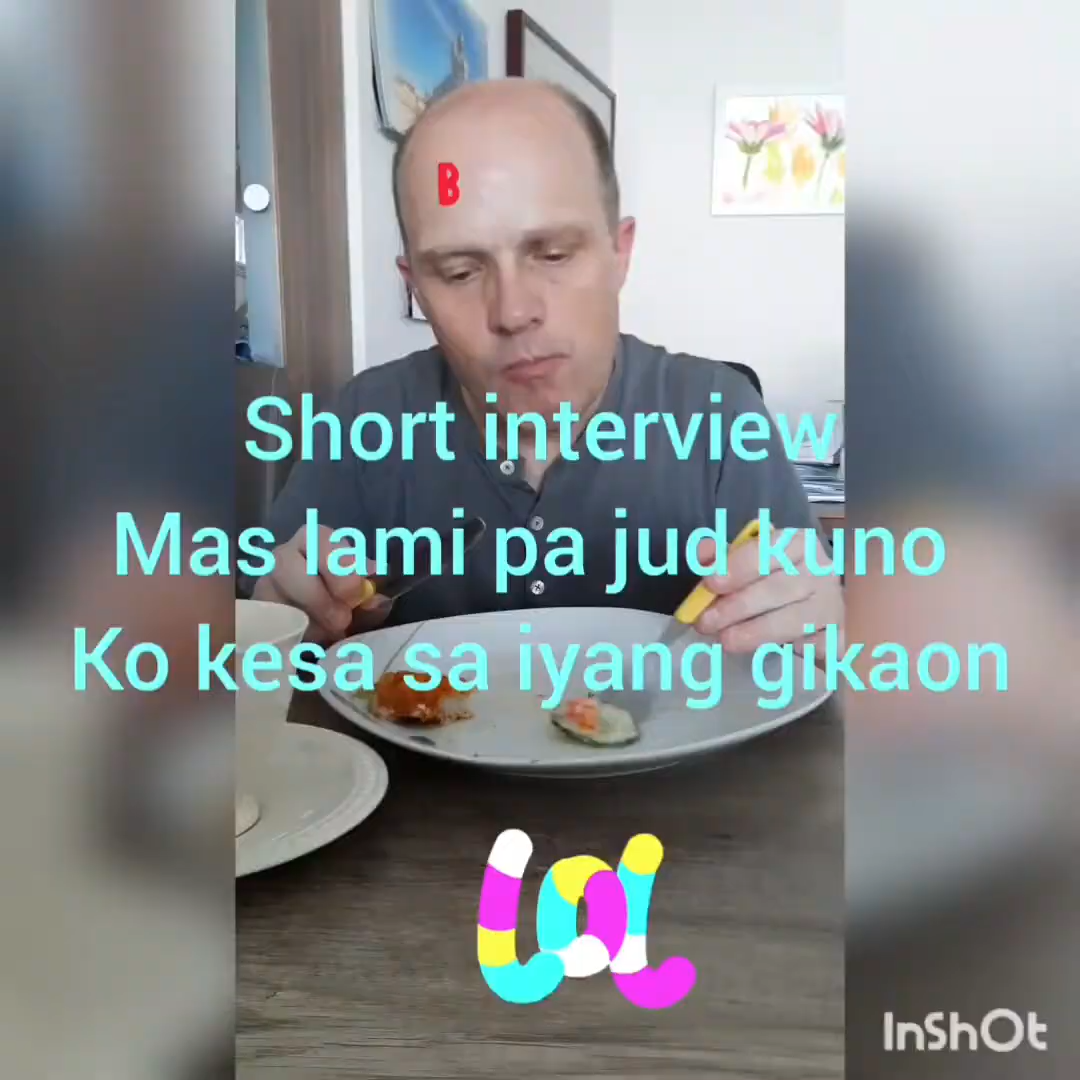 B
Short interview
Mas lami pa jud kuno
Ko kesa sa iyang gikaon
LOL
InShOt